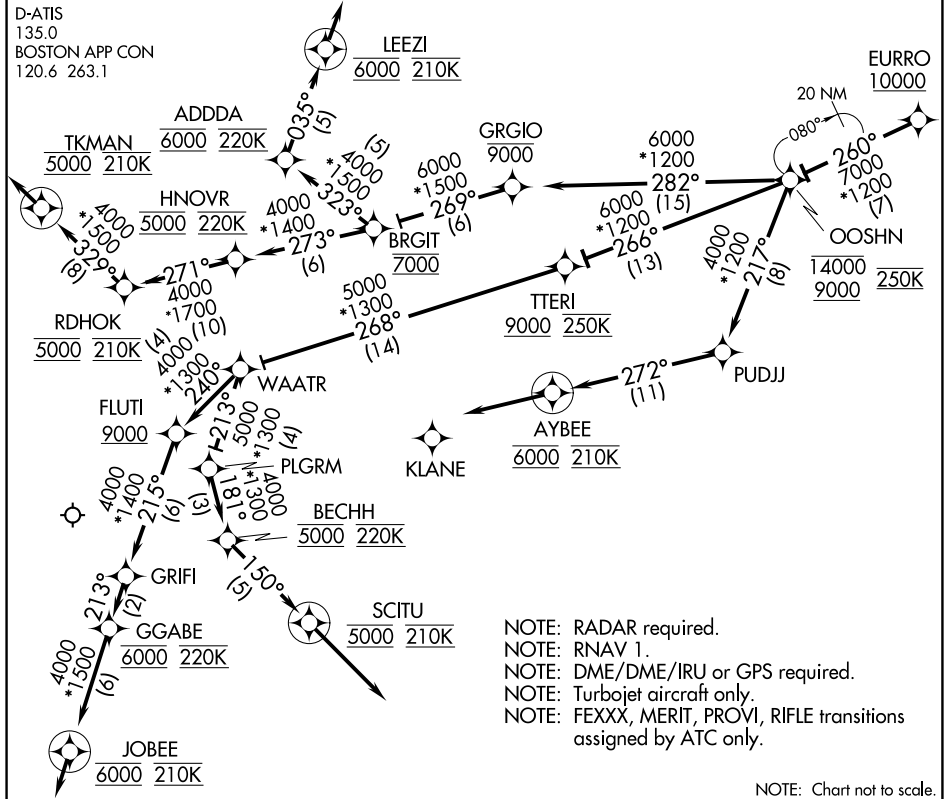 D-ATIS
135.0
BOSTON APP CON
120.6 263.1
LEEZI
6000 210K
EURRO
10000
20 NM
080°
260°
7000
*1200
(7)
ADDDA
6000 220K
035°
(5)
TKMAN
5000 210K
GRGIO
9000
6000
*1200
282°
(15)
(5)
4000
*1500
323°
6000
*1500
269°
(6)
HNOVR
5000 220K
4000
*1400
273°
(6)
BRGIT
7000
4000
*1500
329°
(8)
271°
4000
*1700
(10)
6000
*1200
266°
(13)
OOSHN
14000
9000
250K
4000
*1200
217°
(8)
RDHOK
5000 210K
TTERI
9000 250K
5000
*1300
268°
(14)
(4)
4000
*1300
240°
WAATR
PUDJJ
272°
(11)
AYBEE
6000 210K
KLANE
FLUTI
9000
213°
5000
*1300
(4)
PLGRM
4000
*1300
181°
(3)
4000
*1400
215°
(6)
BECHH
5000 220K
150°
(5)
GRIFI
213°
(2)
GGABE
6000 220K
SCITU
5000 210K
4000
*1500
(6)
JOBEE
6000 210K
NOTE: RADAR required.
NOTE: RNAV 1.
NOTE: DME/DME/IRU or GPS required.
NOTE: Turbojet aircraft only.
NOTE: FEXXX, MERIT, PROVI, RIFLE transitions
assigned by ATC only.
NOTE: Chart not to scale.